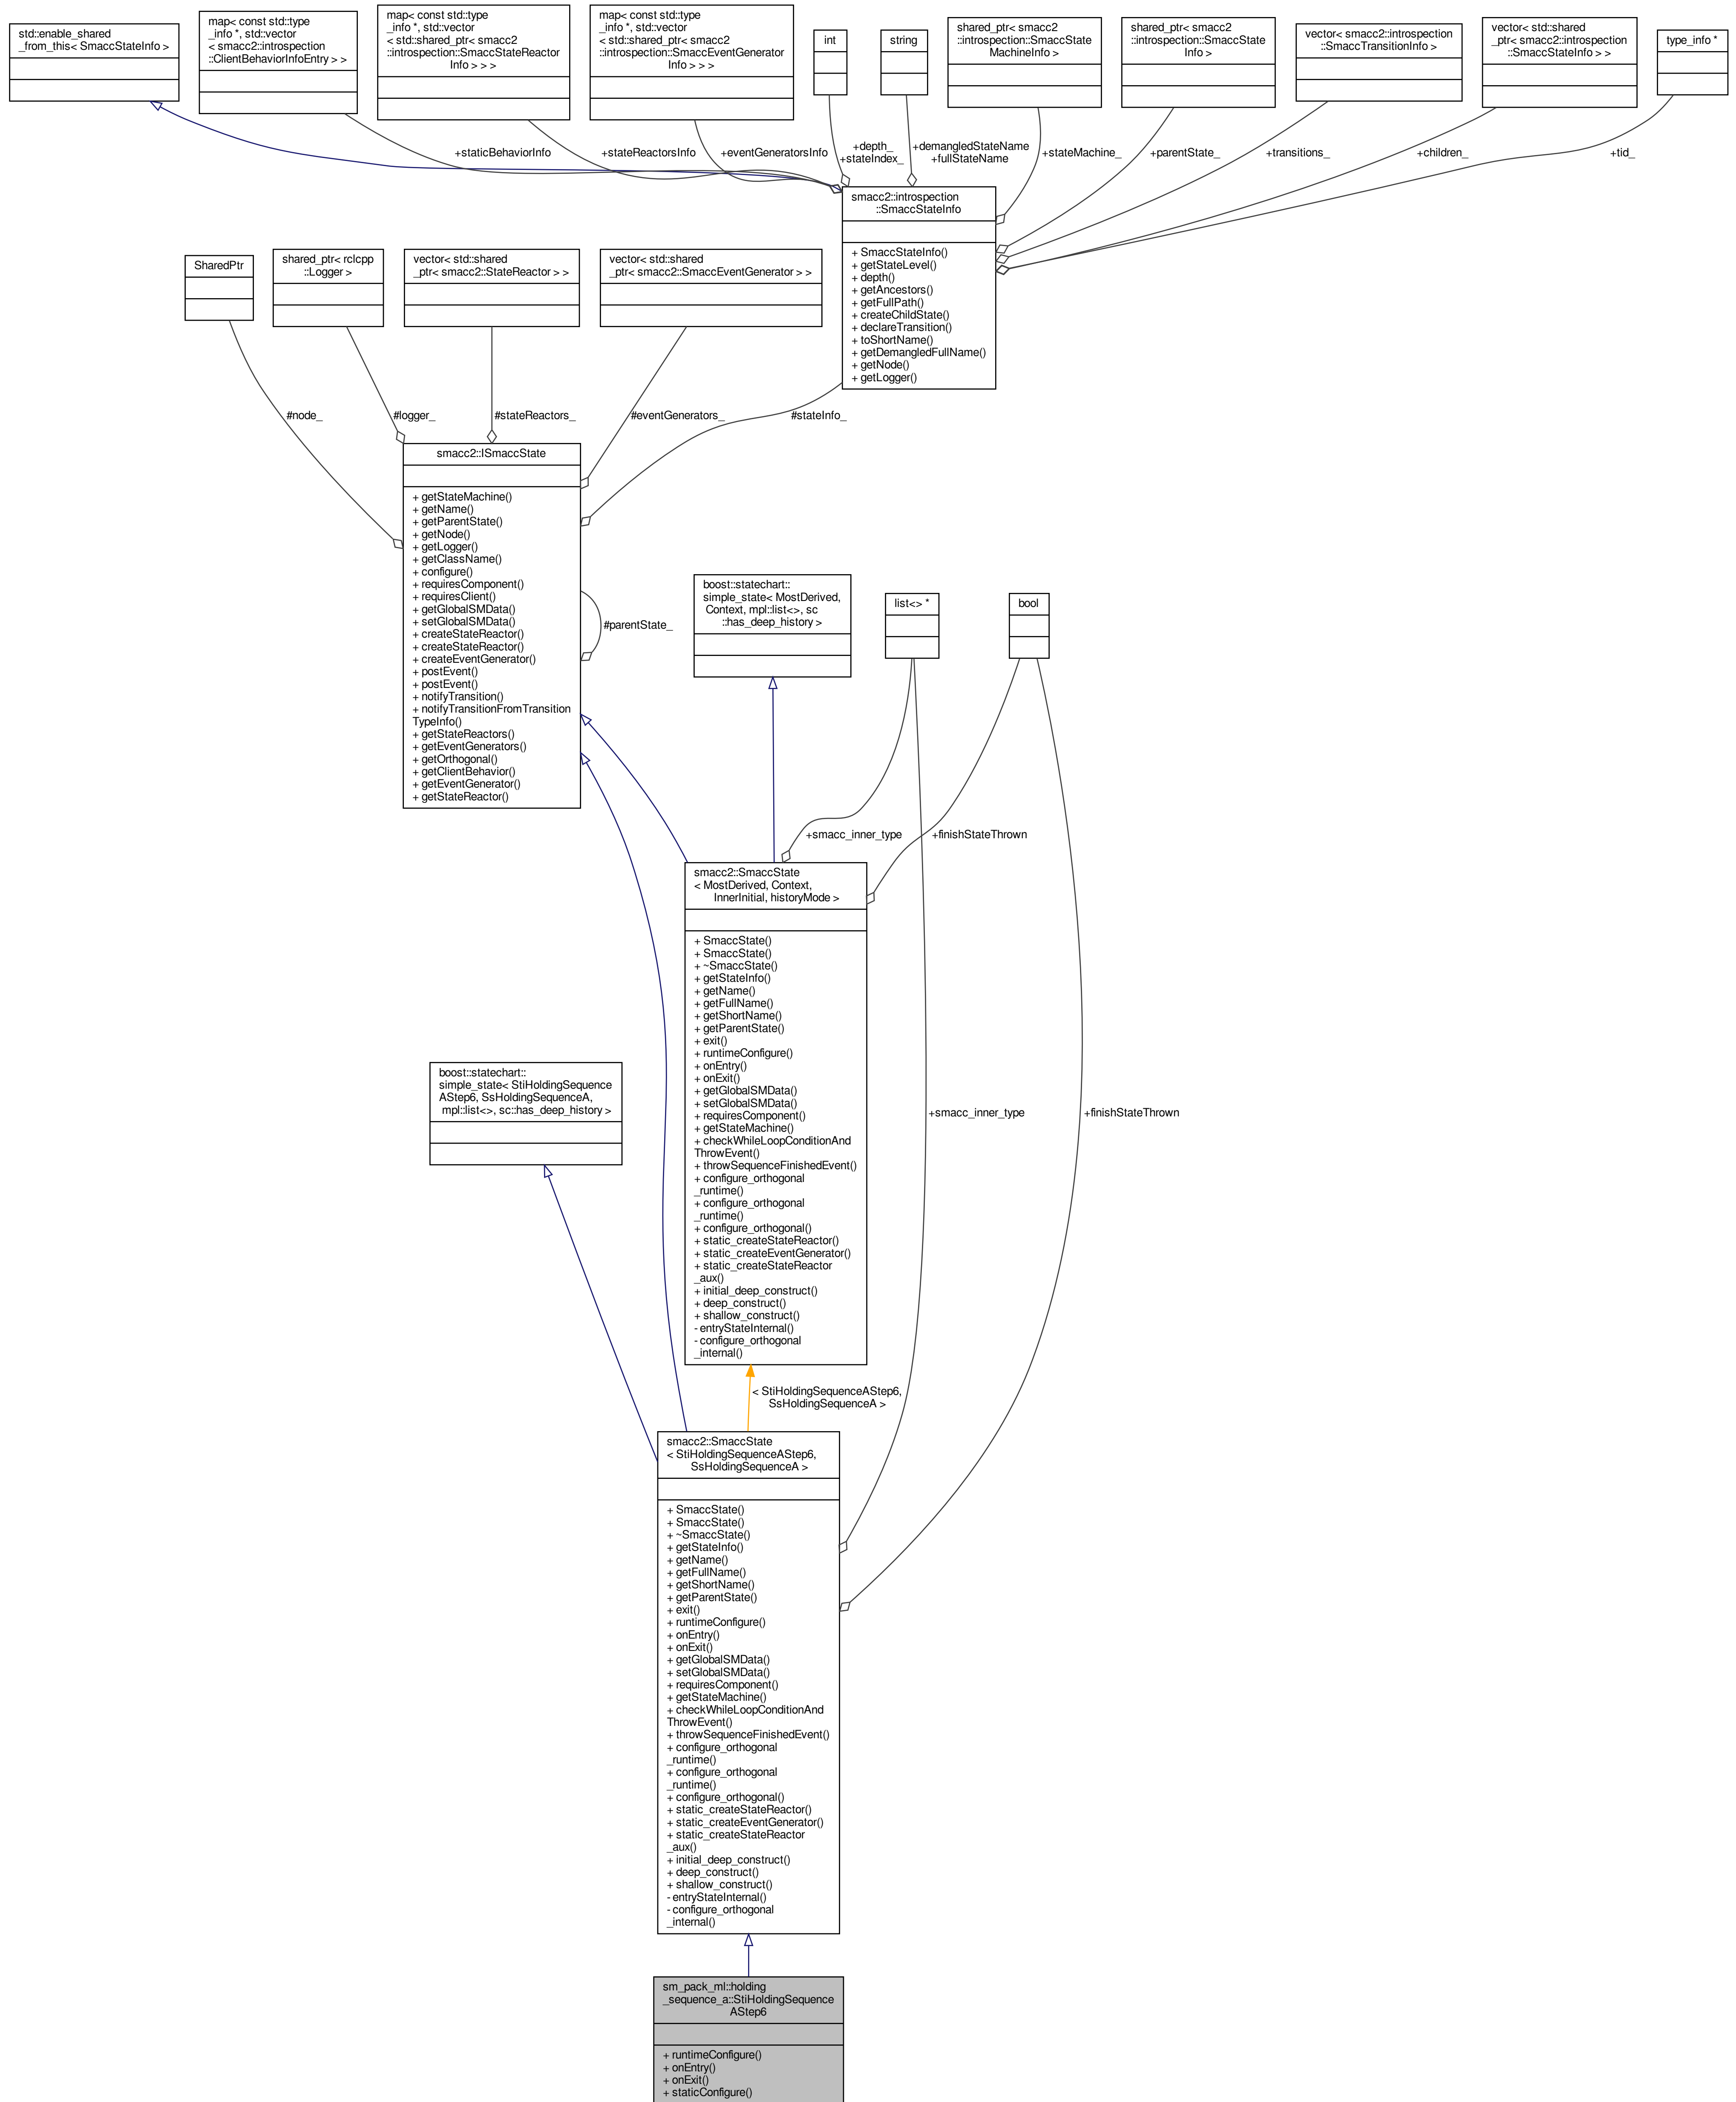 std::enable_shared
_from_this< SmaccStateInfo >
map< const std::type
_info *, std::vector
< smacc2::introspection
::ClientBehaviorInfoEntry > >
map< const std::type
_info *, std::vector
< std::shared_ptr< smacc2
::introspection::SmaccStateReactor
Info > > >
map< const std::type
_info *, std::vector
< std::shared_ptr< smacc2
::introspection::SmaccEventGenerator
Info > > >
int
string
shared_ptr< smacc2
::introspection::SmaccState
MachineInfo >
shared_ptr< smacc2
::introspection::SmaccState
Info >
vector< smacc2::introspection
::SmaccTransitionInfo >
vector< std::shared
_ptr< smacc2::introspection
::SmaccStateInfo > >
type_info *
+staticBehaviorInfo
+stateReactorsInfo
+eventGeneratorsInfo
+depth_
+stateIndex_
+demangledStateName
+fullStateName
+stateMachine_
+parentState_
+transitions_
+children_
+tid_
smacc2::introspection
::SmaccStateInfo
+ SmaccStateInfo()
+ getStateLevel()
+ depth()
+ getAncestors()
+ getFullPath()
+ createChildState()
+ declareTransition()
+ toShortName()
+ getDemangledFullName()
+ getNode()
+ getLogger()
SharedPtr
shared_ptr< rclcpp
::Logger >
vector< std::shared
_ptr< smacc2::StateReactor > >
vector< std::shared
_ptr< smacc2::SmaccEventGenerator > >
#node_
#logger_
#stateReactors_
#eventGenerators_
#stateInfo_
smacc2::ISmaccState
+ getStateMachine()
+ getName()
+ getParentState()
+ getNode()
+ getLogger()
+ getClassName()
+ configure()
+ requiresComponent()
+ requiresClient()
+ getGlobalSMData()
+ setGlobalSMData()
+ createStateReactor()
+ createStateReactor()
+ createEventGenerator()
+ postEvent()
+ postEvent()
+ notifyTransition()
+ notifyTransitionFromTransition
TypeInfo()
+ getStateReactors()
+ getEventGenerators()
+ getOrthogonal()
+ getClientBehavior()
+ getEventGenerator()
+ getStateReactor()
#parentState_
boost::statechart::
simple_state< MostDerived,
Context, mpl::list<>, sc
::has_deep_history >
list<> *
bool
+smacc_inner_type
+finishStateThrown
smacc2::SmaccState
< MostDerived, Context,
InnerInitial, historyMode >
+ SmaccState()
+ SmaccState()
+ ~SmaccState()
+ getStateInfo()
+ getName()
+ getFullName()
+ getShortName()
+ getParentState()
+ exit()
+ runtimeConfigure()
+ onEntry()
+ onExit()
+ getGlobalSMData()
+ setGlobalSMData()
+ requiresComponent()
+ getStateMachine()
+ checkWhileLoopConditionAnd
ThrowEvent()
+ throwSequenceFinishedEvent()
+ configure_orthogonal
_runtime()
+ configure_orthogonal
_runtime()
+ configure_orthogonal()
+ static_createStateReactor()
+ static_createEventGenerator()
+ static_createStateReactor
_aux()
+ initial_deep_construct()
+ deep_construct()
+ shallow_construct()
- entryStateInternal()
- configure_orthogonal
_internal()
boost::statechart::
simple_state< StiHoldingSequence
AStep6, SsHoldingSequenceA,
mpl::list<>, sc::has_deep_history >
+smacc_inner_type
+finishStateThrown
< StiHoldingSequenceAStep6,
SsHoldingSequenceA >
smacc2::SmaccState
< StiHoldingSequenceAStep6,
SsHoldingSequenceA >
+ SmaccState()
+ SmaccState()
+ ~SmaccState()
+ getStateInfo()
+ getName()
+ getFullName()
+ getShortName()
+ getParentState()
+ exit()
+ runtimeConfigure()
+ onEntry()
+ onExit()
+ getGlobalSMData()
+ setGlobalSMData()
+ requiresComponent()
+ getStateMachine()
+ checkWhileLoopConditionAnd
ThrowEvent()
+ throwSequenceFinishedEvent()
+ configure_orthogonal
_runtime()
+ configure_orthogonal
_runtime()
+ configure_orthogonal()
+ static_createStateReactor()
+ static_createEventGenerator()
+ static_createStateReactor
_aux()
+ initial_deep_construct()
+ deep_construct()
+ shallow_construct()
- entryStateInternal()
- configure_orthogonal
_internal()
sm_pack_ml::holding
_sequence_a::StiHoldingSequence
AStep6
+ runtimeConfigure()
+ onEntry()
+ onExit()
+ staticConfigure()